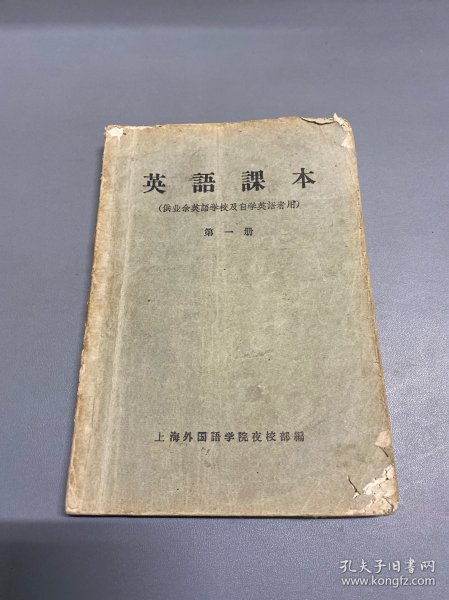 英語課本
(供业余英語学校及自学英語者用)
第一册
上海外国語学院夜校部編
孔夫子旧书网
www.kongfz.com